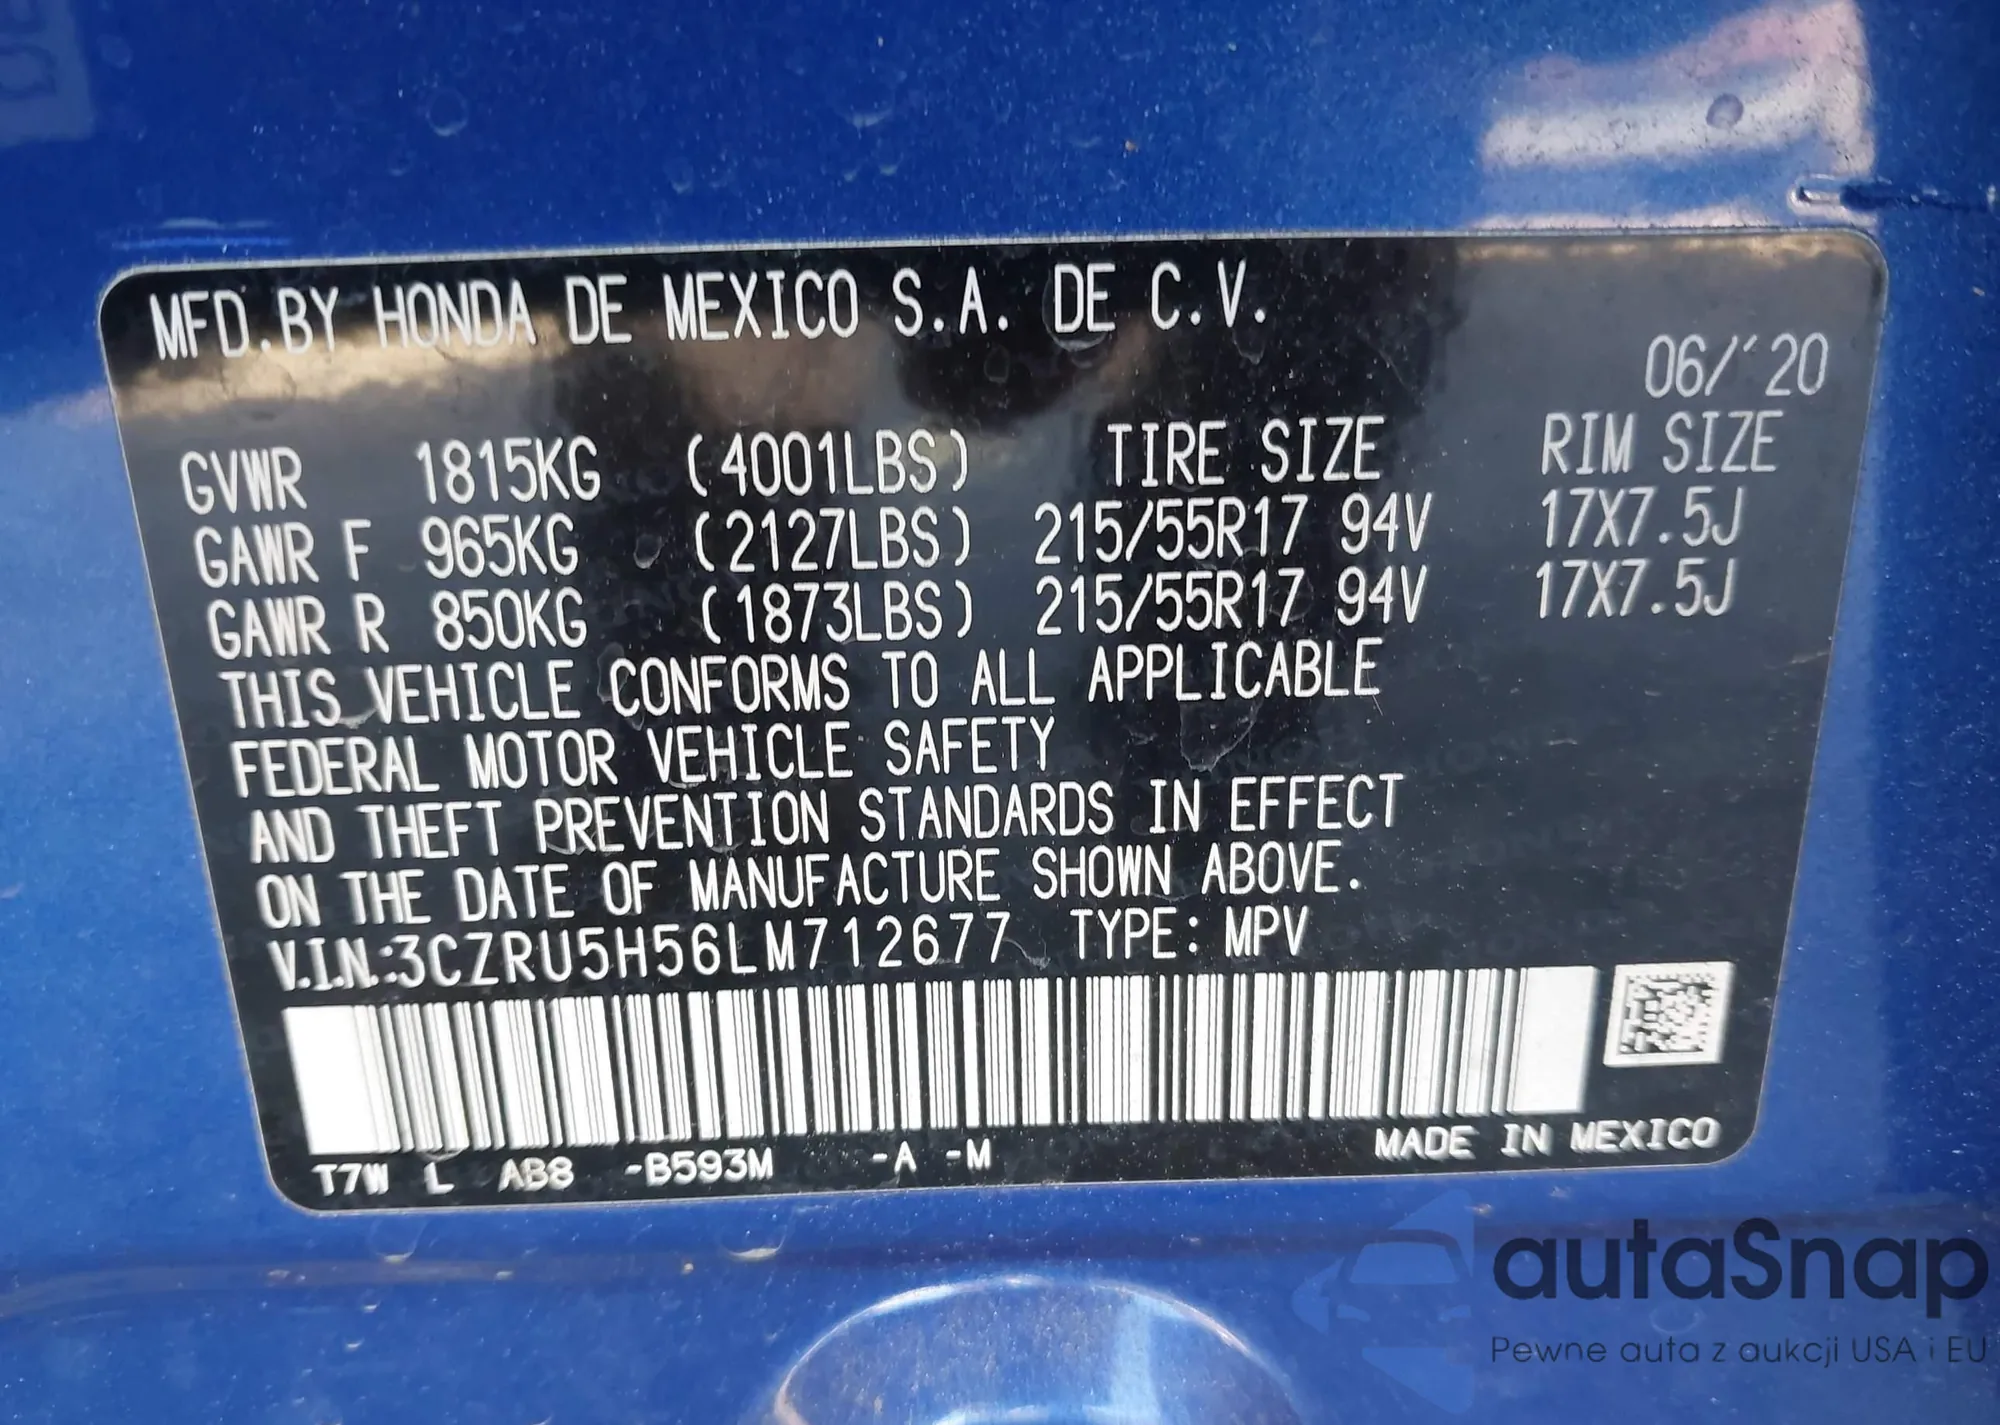 MFD.BY HONDA DE MEXICO S.A. DE C.V.
06/'20
GVWR 1815KG (4001LBS) TIRE SIZE RIM SIZE
GAWR F 965KG (2127LBS) 215/55R17 94V 17X7.5J
GAWR R 850KG (1873LBS) 215/55R17 94V 17X7.5J
THIS VEHICLE CONFORMS TO ALL APPLICABLE
FEDERAL MOTOR VEHICLE SAFETY
AND THEFT PREVENTION STANDARDS IN EFFECT
ON THE DATE OF MANUFACTURE SHOWN ABOVE.
V.I.N.:3CZRU5H56LM712677 TYPE: MPV
T7W L AB8 -B593M -A -M MADE IN MEXICO
autaSnap
Pewne auta z aukcji USA i EU